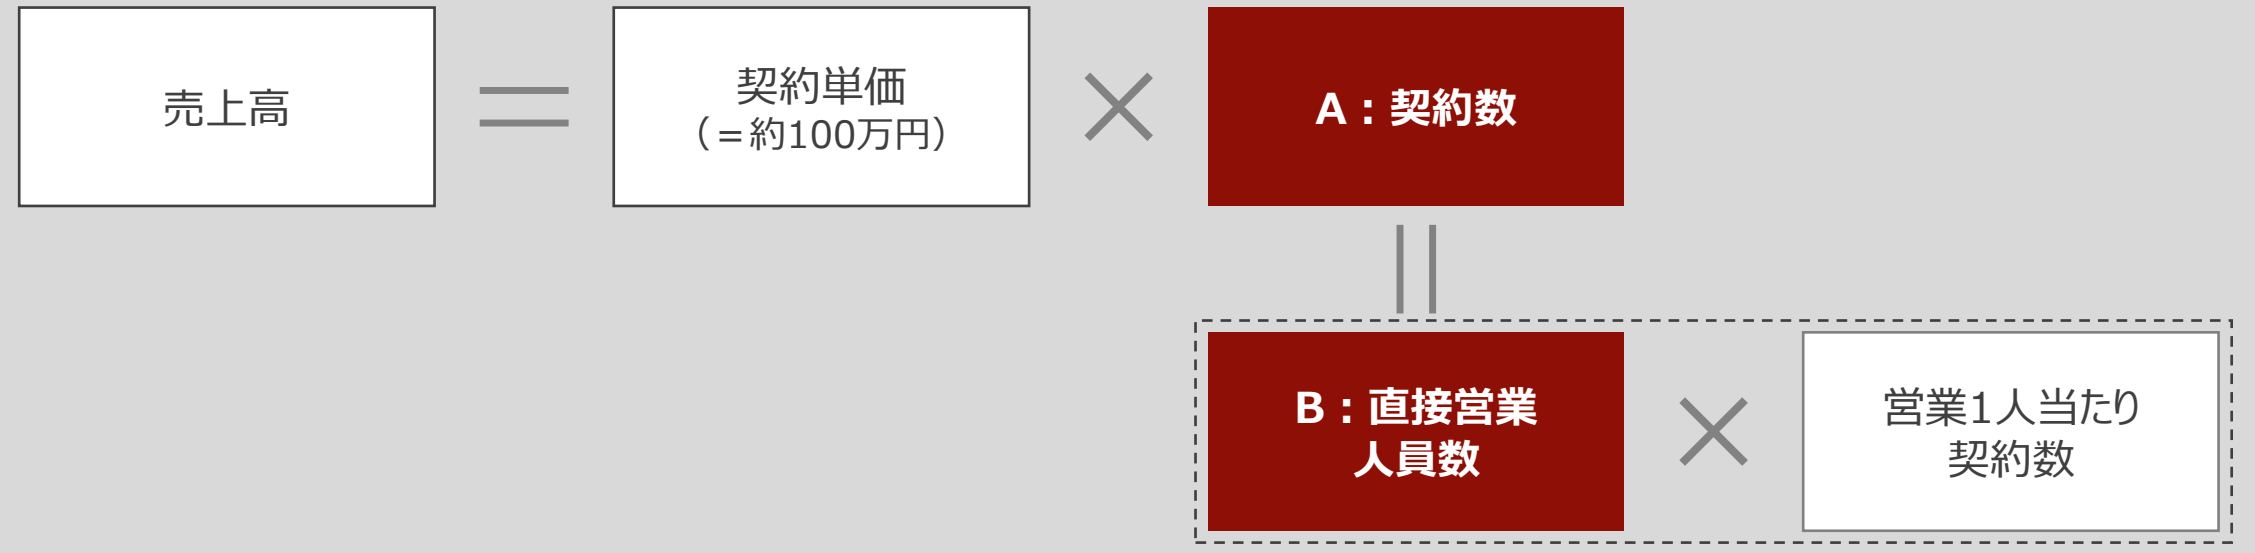 売上高
契約単価
（＝約100万円）
A：契約数
B：直接営業
人員数
営業1人当たり
契約数